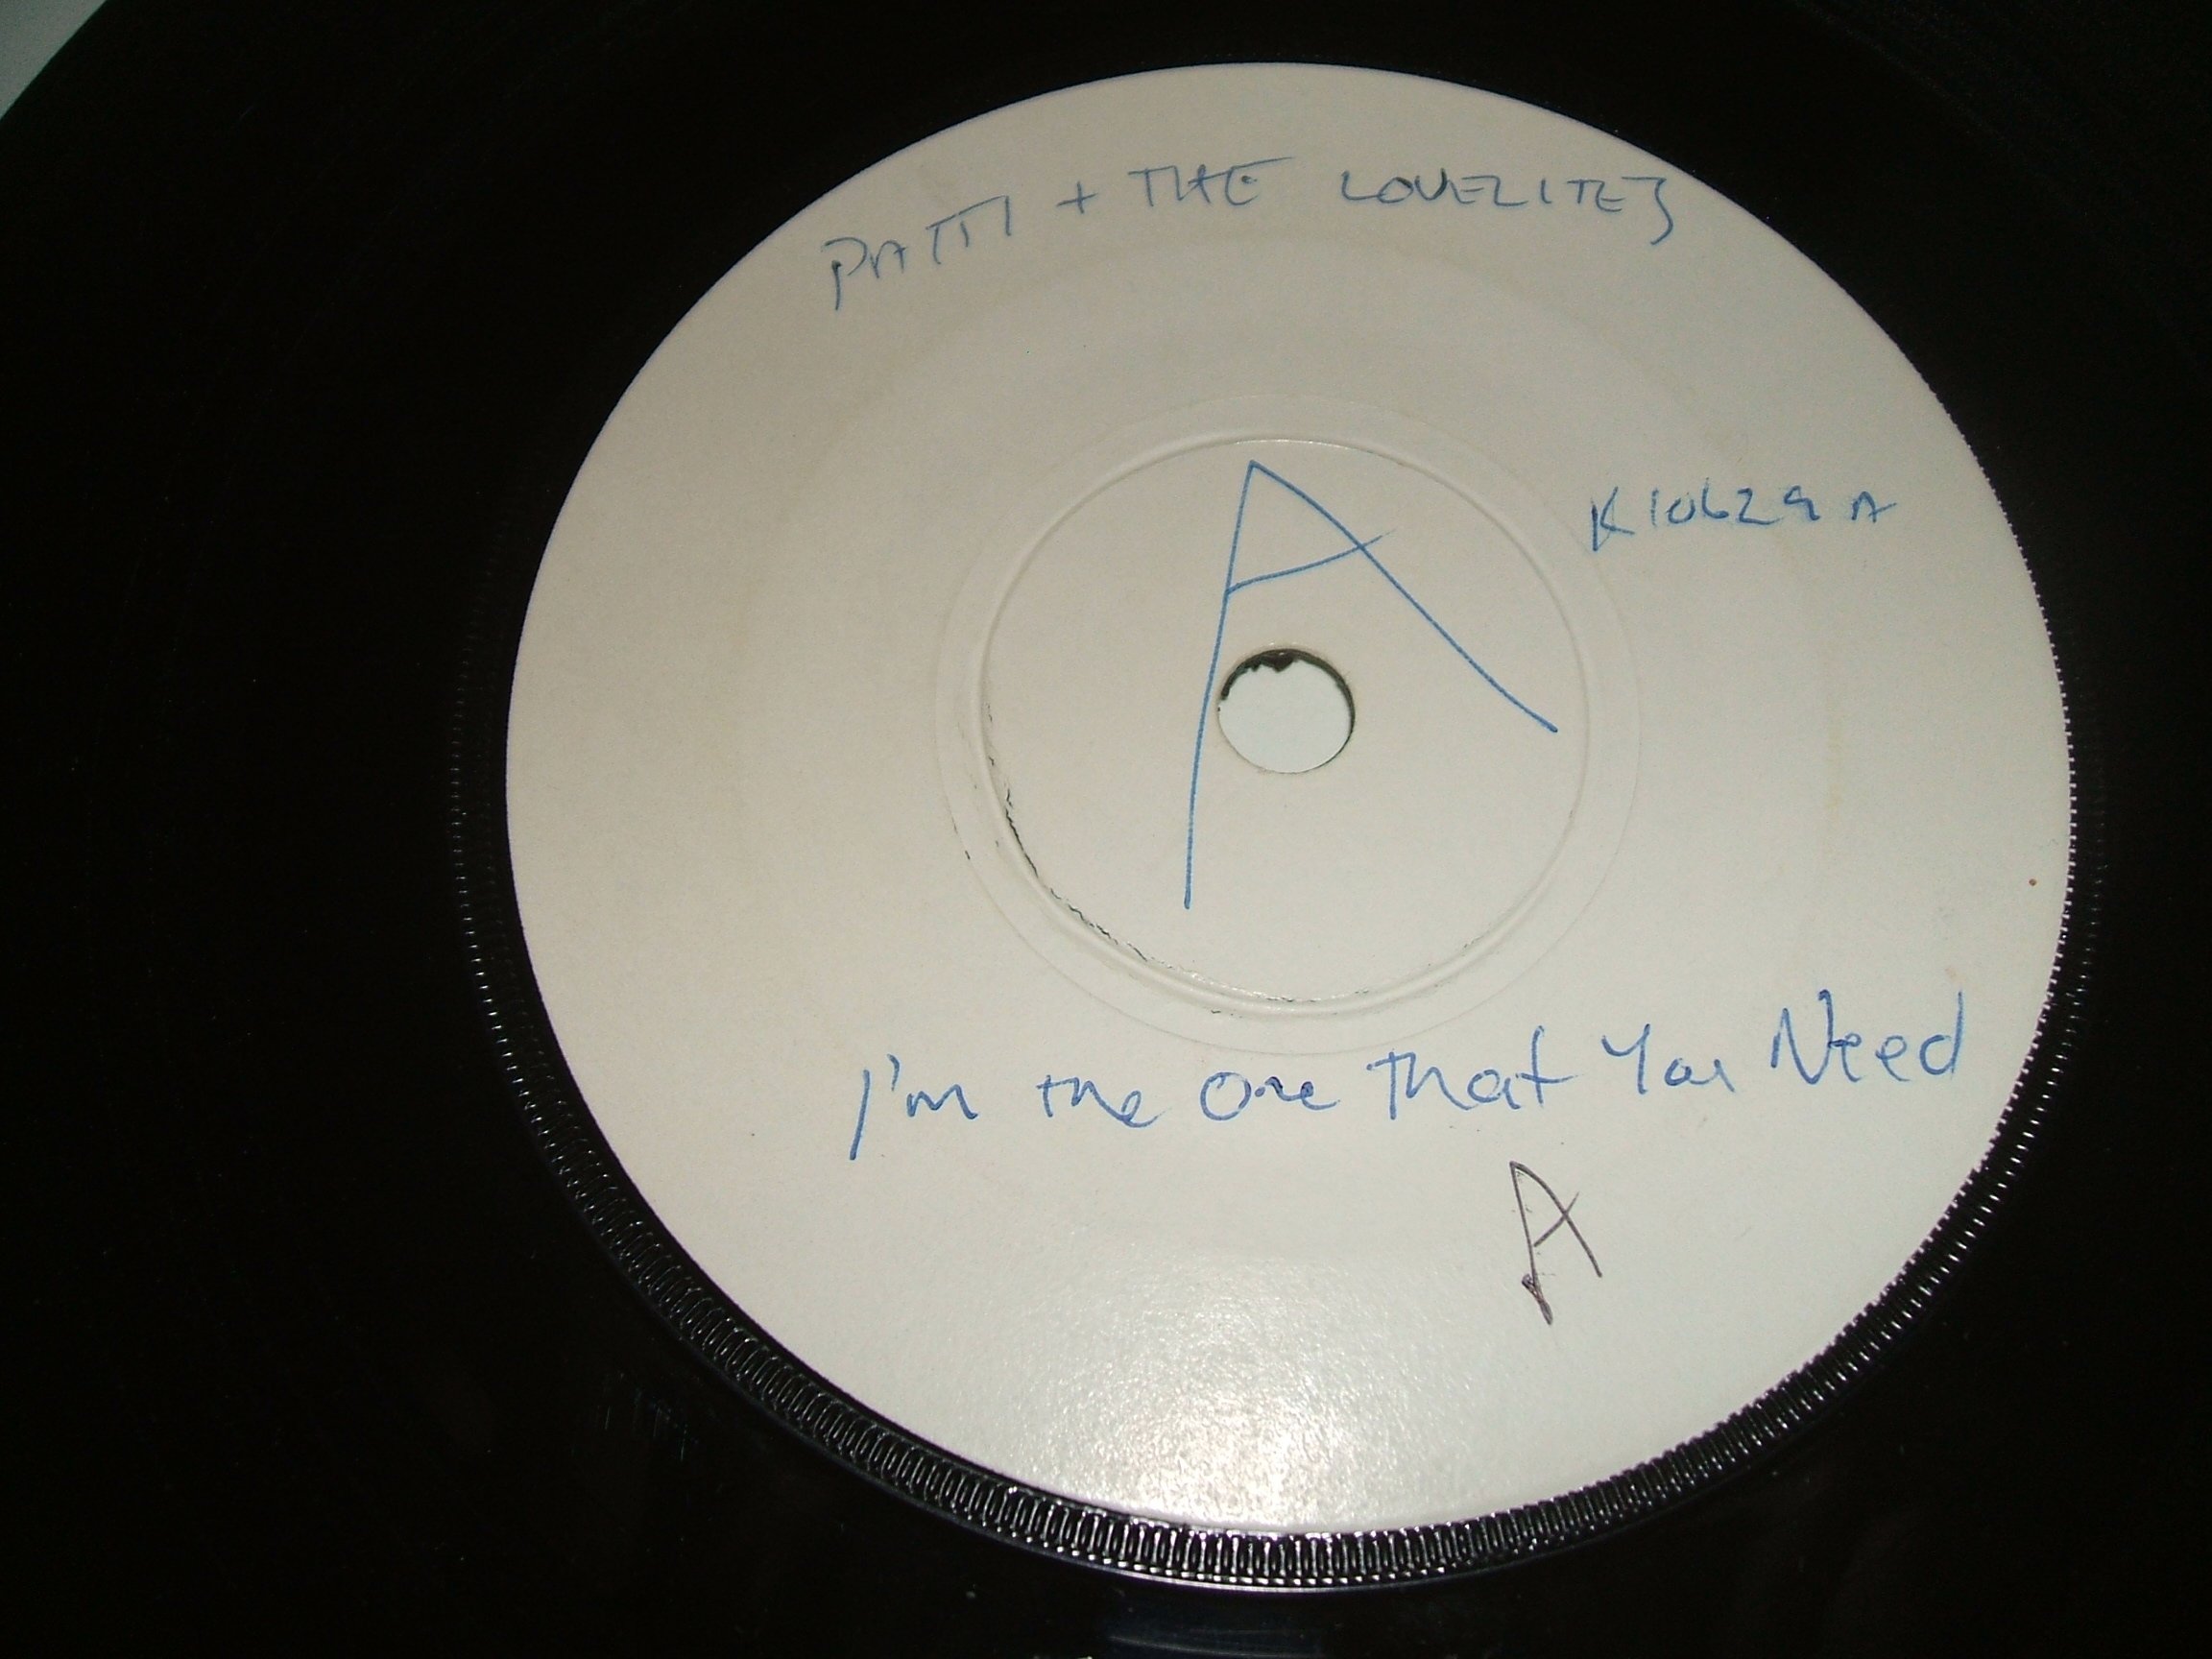 PATTI + THE LOVELITES
A
K10629 A
I'm the One That You Need
A